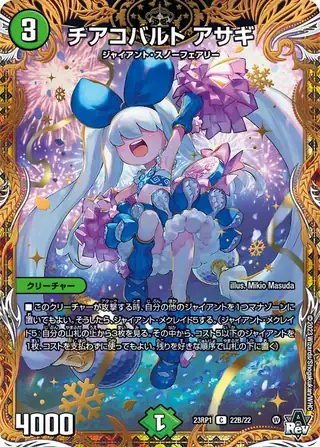 3
チアコバルト アサギ
ジャイアント・スノーフェアリー
クリーチャー
illus. Mikio Masuda
■このクリーチャーが攻撃する時、自分の他のジャイアントを1つマナゾーンに
置いてもよい。そうしたら、ジャイアント・メクレイド5する。(ジャイアント・メクレイド
5:自分の山札の上から3枚を見る。その中から、コスト5以下のジャイアントを
1枚、コストを支払わずに使ってもよい。残りを好きな順序で山札の下に置く)
4000
1
23RP1 C 22B/22
A
Rev